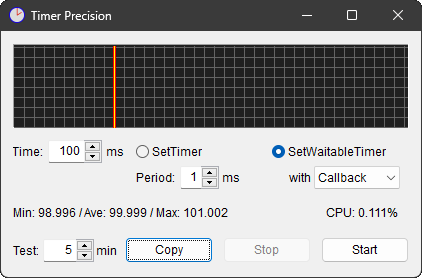 Timer Precision
Time: 100 ms SetTimer SetWaitableTimer
Period: 1 ms with Callback
Min: 98.996 / Ave: 99.999 / Max: 101.002 CPU: 0.111%
Test: 5 min Copy Stop Start